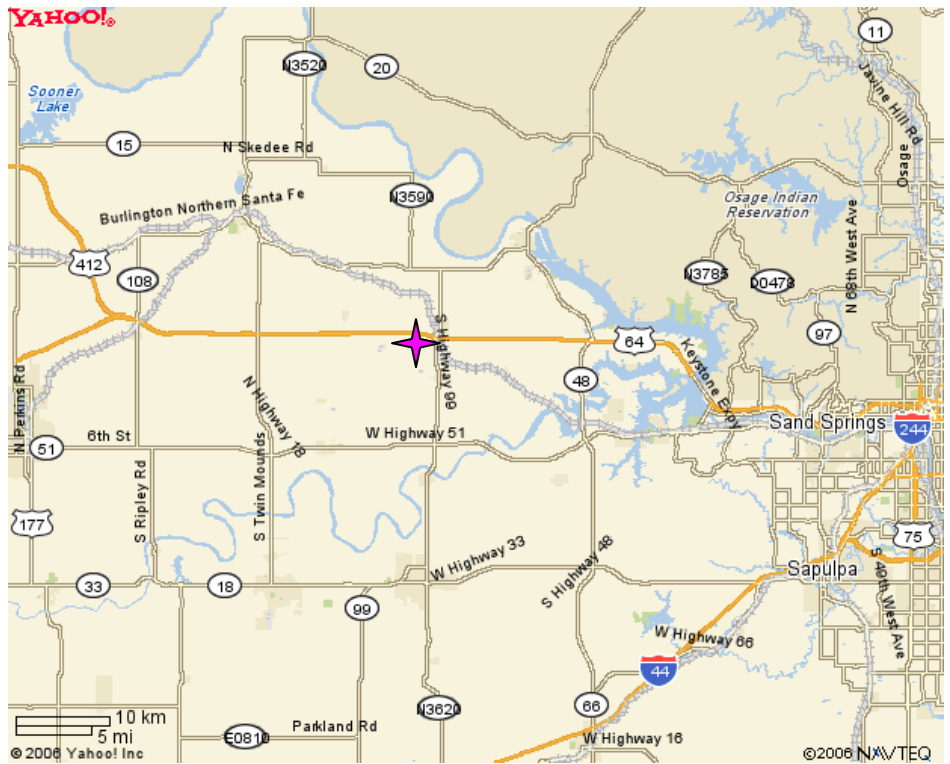 YAHOO!®
11
N3520
20
Javine Hill Rd
Sooner
Lake
15
N Skedee Rd
Osage
N3590
Osage Indian
Reservation
Burlington Northern Santa Fe
N 68th West Ave
412
108
N3785
D0478
S Highway 99
64
97
Keystone Expy
N Perkins Rd
48
N Highway 18
Sand Springs
244
6th St
W Highway 51
51
S Ripley Rd
S Twin Mounds
177
75
W Highway 33
S Highway 48
S 49th West Ave
Sapulpa
33
18
99
W Highway 66
44
N3620
66
10 km
5 mi
Parkland Rd
E0810
W Highway 16
© 2006 Yahoo! Inc
©2006 NAVTEQ